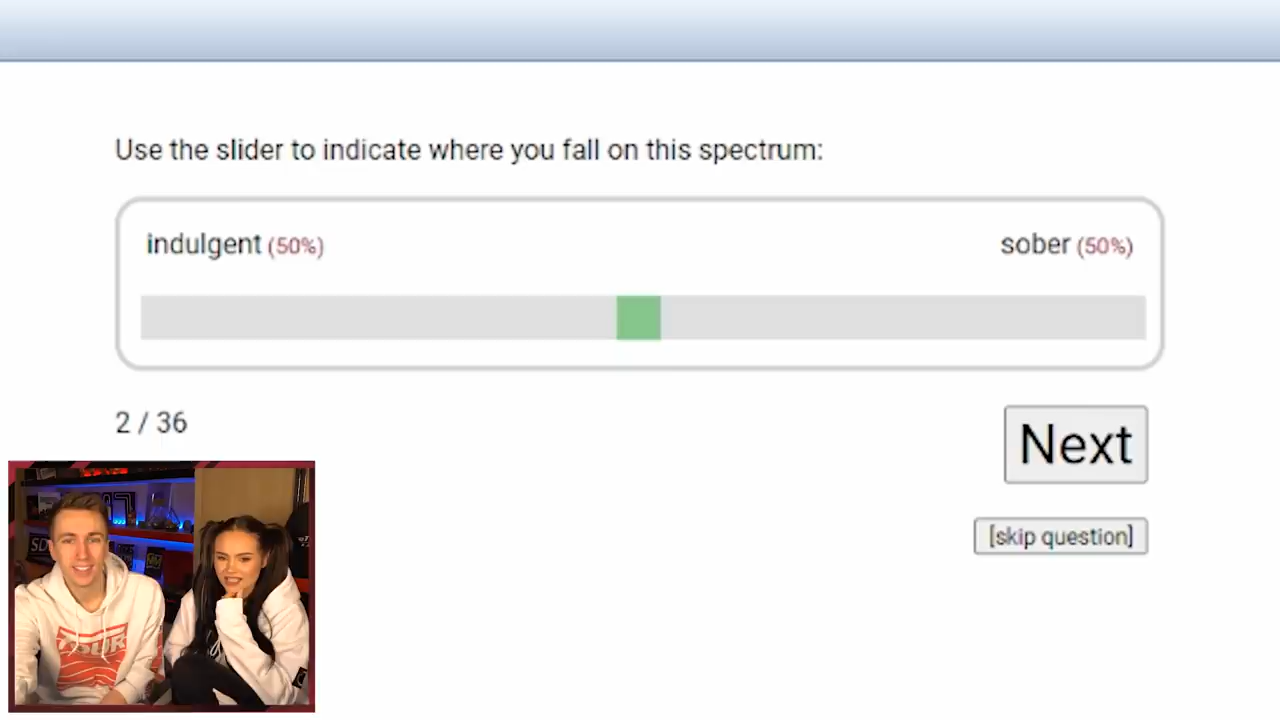 Use the slider to indicate where you fall on this spectrum:
indulgent (50%)
sober (50%)
2 / 36
Next
[skip question]